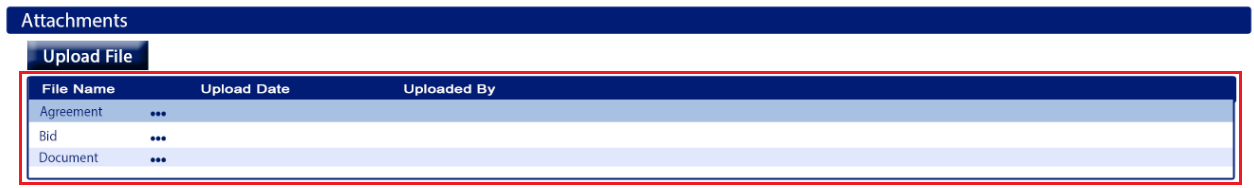 Attachments
Upload File
File Name Upload Date Uploaded By
Agreement •••
Bid •••
Document •••